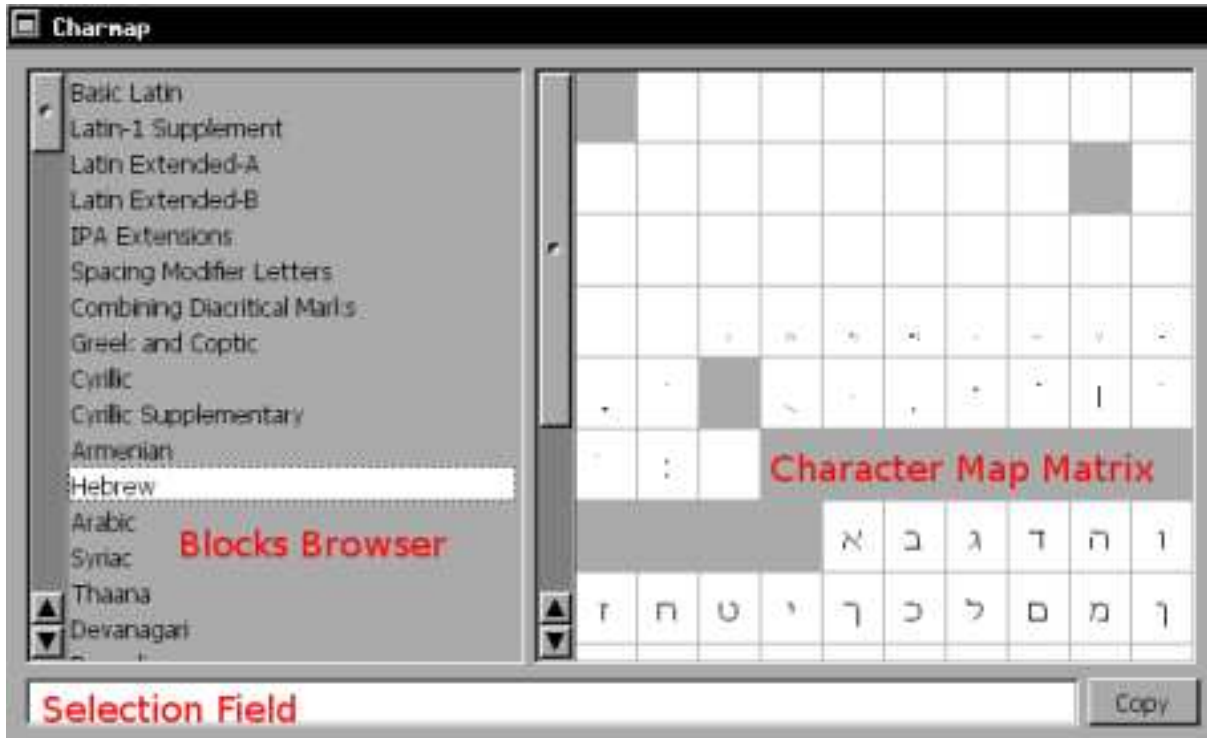 Charmap
Basic Latin
Latin-1 Supplement
Latin Extended-A
Latin Extended-B
IPA Extensions
Spacing Modifier Letters
Combining Diacritical Marks
Greek and Coptic
Cyrillic
Cyrillic Supplementary
Armenian
Hebrew
Arabic
Syriac
Thaana
Devanagari
Blocks Browser
Character Map Matrix
א ב ג ד ה ו
ז ח ט י ך כ ל ם מ ן
Selection Field
Copy